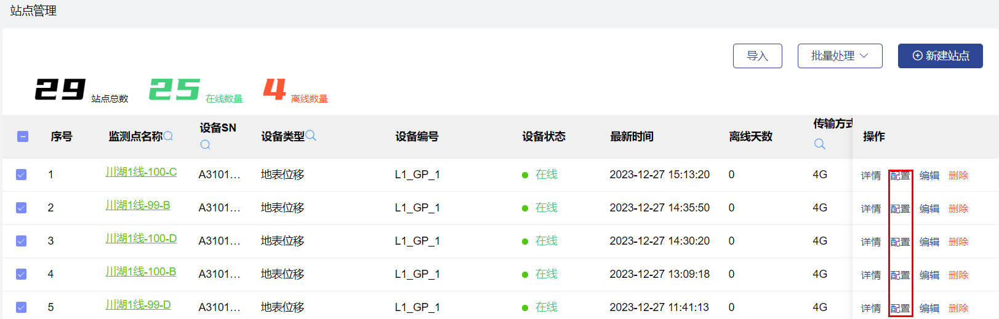 站点管理
导入 批量处理 新建站点
29 站点总数 25 在线数量 4 离线数量
序号 监测点名称 设备SN 设备类型 设备编号 设备状态 最新时间 离线天数 传输方式 操作
1 川湖1线-100-C A3101... 地表位移 L1_GP_1 在线 2023-12-27 15:13:20 0 4G 详情 配置 编辑 删除
2 川湖1线-99-B A3101... 地表位移 L1_GP_1 在线 2023-12-27 14:35:50 0 4G 详情 配置 编辑 删除
3 川湖1线-100-D A3101... 地表位移 L1_GP_1 在线 2023-12-27 14:30:20 0 4G 详情 配置 编辑 删除
4 川湖1线-100-B A3101... 地表位移 L1_GP_1 在线 2023-12-27 13:09:18 0 4G 详情 配置 编辑 删除
5 川湖1线-99-D A3101... 地表位移 L1_GP_1 在线 2023-12-27 11:41:13 0 4G 详情 配置 编辑 删除